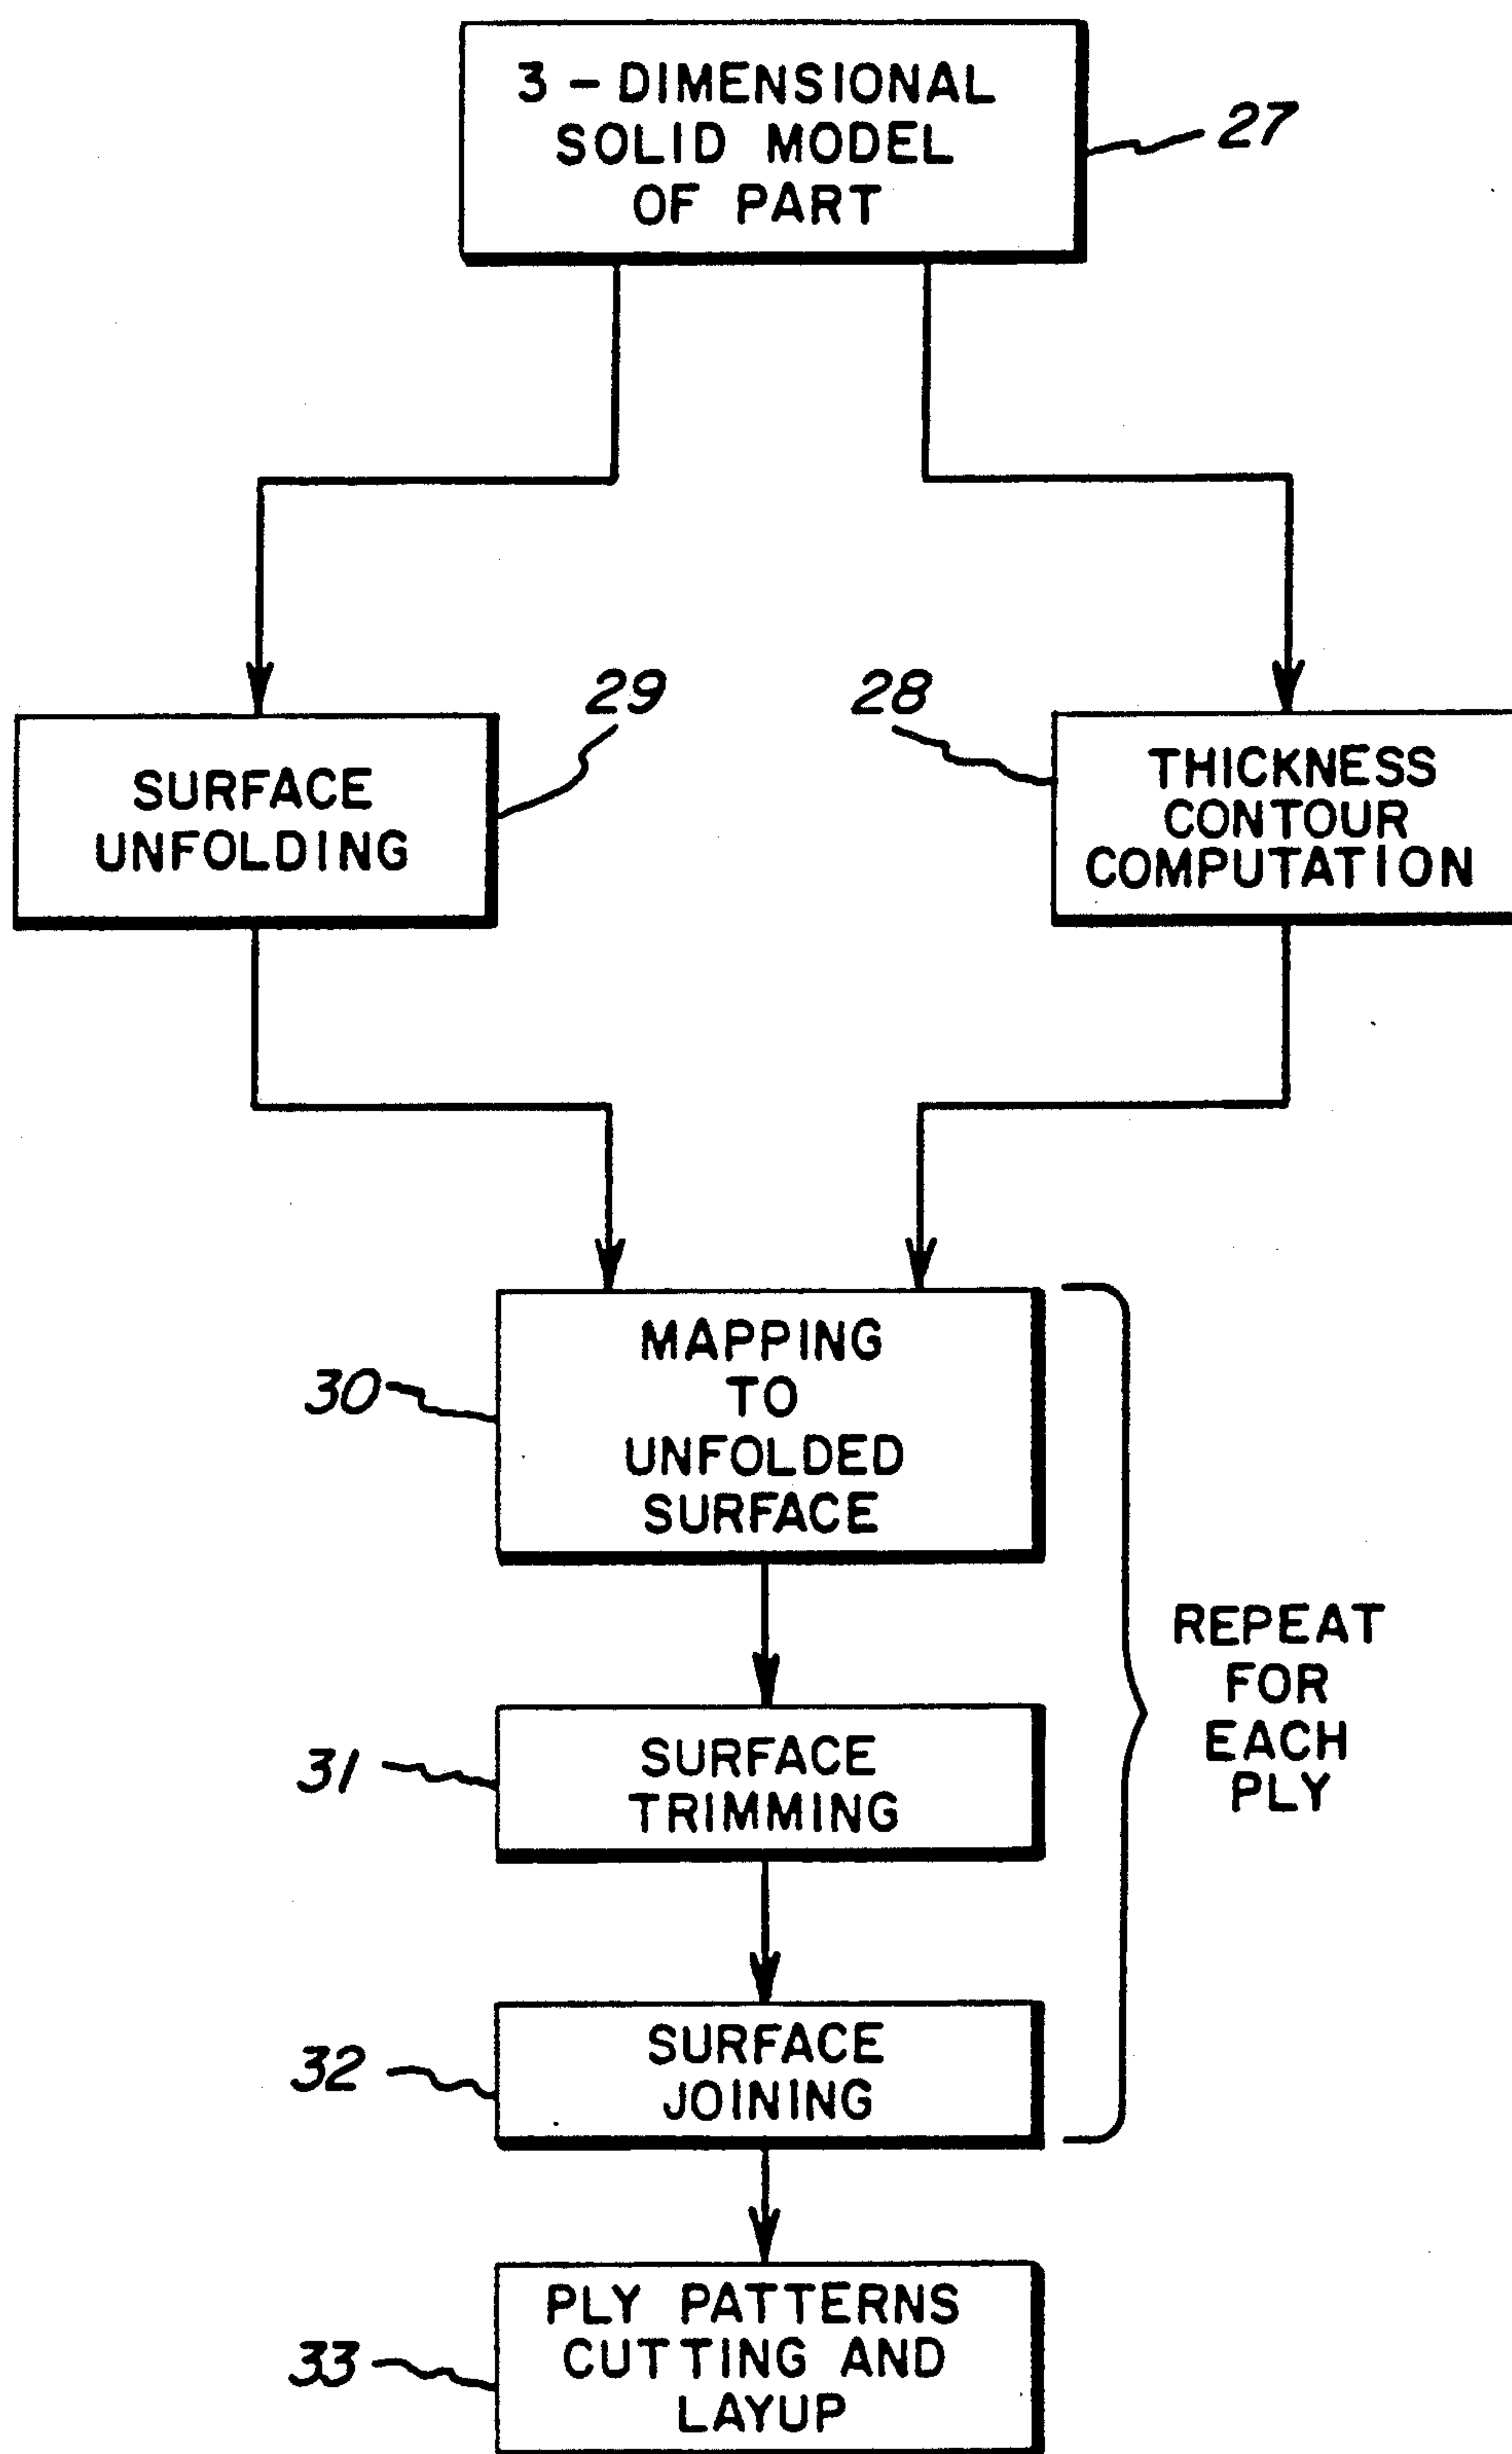 3 - DIMENSIONAL
SOLID MODEL
OF PART
27
29
28
SURFACE
UNFOLDING
THICKNESS
CONTOUR
COMPUTATION
30
MAPPING
TO
UNFOLDED
SURFACE
REPEAT
FOR
EACH
PLY
31
SURFACE
TRIMMING
32
SURFACE
JOINING
33
PLY PATTERNS
CUTTING AND
LAYUP